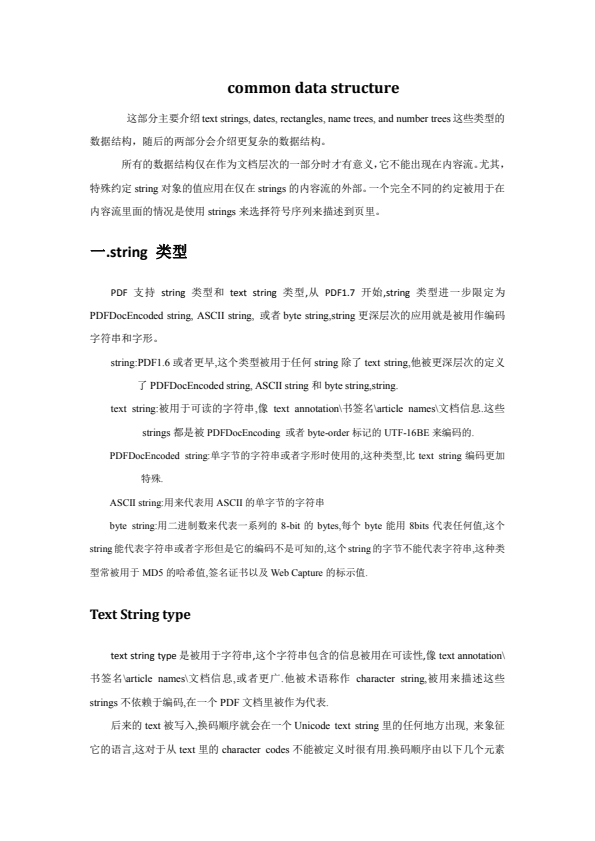 common data structure
这部分主要介绍 text strings, dates, rectangles, name trees, and number trees 这些类型的
数据结构，随后的两部分会介绍更复杂的数据结构。
所有的数据结构仅在作为文档层次的一部分时才有意义，它不能出现在内容流。尤其，
特殊约定 string 对象的值应用在仅在 strings 的内容流的外部。一个完全不同的约定被用于在
内容流里面的情况是使用 strings 来选择符号序列来描述到页里。
一.string 类型
PDF 支持 string 类型和 text string 类型,从 PDF1.7 开始,string 类型进一步限定为
PDFDocEncoded string, ASCII string, 或者 byte string,string 更深层次的应用就是被用作编码
字符串和字形。
string:PDF1.6 或者更早,这个类型被用于任何 string 除了 text string,他被更深层次的定义
了 PDFDocEncoded string, ASCII string 和 byte string,string.
text string:被用于可读的字符串,像 text annotation\书签名\article names\文档信息.这些
strings 都是被 PDFDocEncoding 或者 byte-order 标记的 UTF-16BE 来编码的.
PDFDocEncoded string:单字节的字符串或者字形时使用的,这种类型,比 text string 编码更加
特殊.
ASCII string:用来代表用 ASCII 的单字节的字符串
byte string:用二进制数来代表一系列的 8-bit 的 bytes,每个 byte 能用 8bits 代表任何值,这个
string 能代表字符串或者字形但是它的编码不是可知的,这个 string 的字节不能代表字符串,这种类
型常被用于 MD5 的哈希值,签名证书以及 Web Capture 的标示值.
Text String type
text string type 是被用于字符串,这个字符串包含的信息被用在可读性,像 text annotation\
书签名\article names\文档信息,或者更广.他被术语称作 character string,被用来描述这些
strings 不依赖于编码,在一个 PDF 文档里被作为代表.
后来的 text 被写入,换码顺序就会在一个 Unicode text string 里的任何地方出现, 来象征
它的语言,这对于从 text 里的 character codes 不能被定义时很有用.换码顺序由以下几个元素